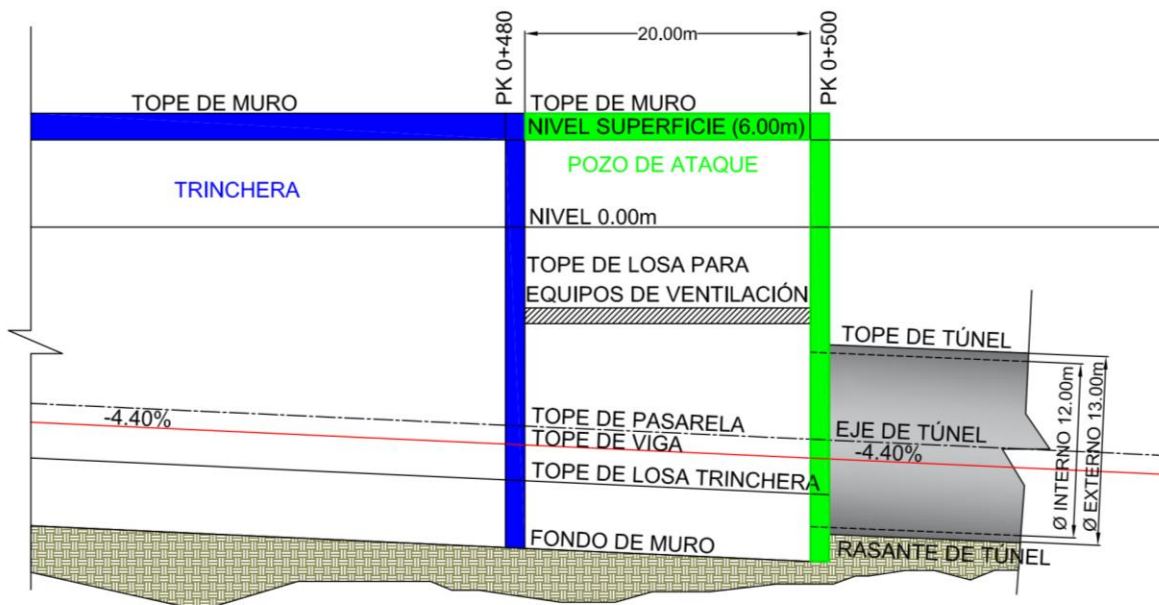 PK 0+480
20.00m
PK 0+500
TOPE DE MURO
TOPE DE MURO
NIVEL SUPERFICIE (6.00m)
TRINCHERA
POZO DE ATAQUE
NIVEL 0.00m
TOPE DE LOSA PARA
EQUIPOS DE VENTILACIÓN
TOPE DE TÚNEL
-4.40%
TOPE DE PASARELA
TOPE DE VIGA
EJE DE TÚNEL
-4.40%
TOPE DE LOSA TRINCHERA
Ø INTERNO 12.00m
Ø EXTERNO 13.00m
FONDO DE MURO
RASANTE DE TÚNEL